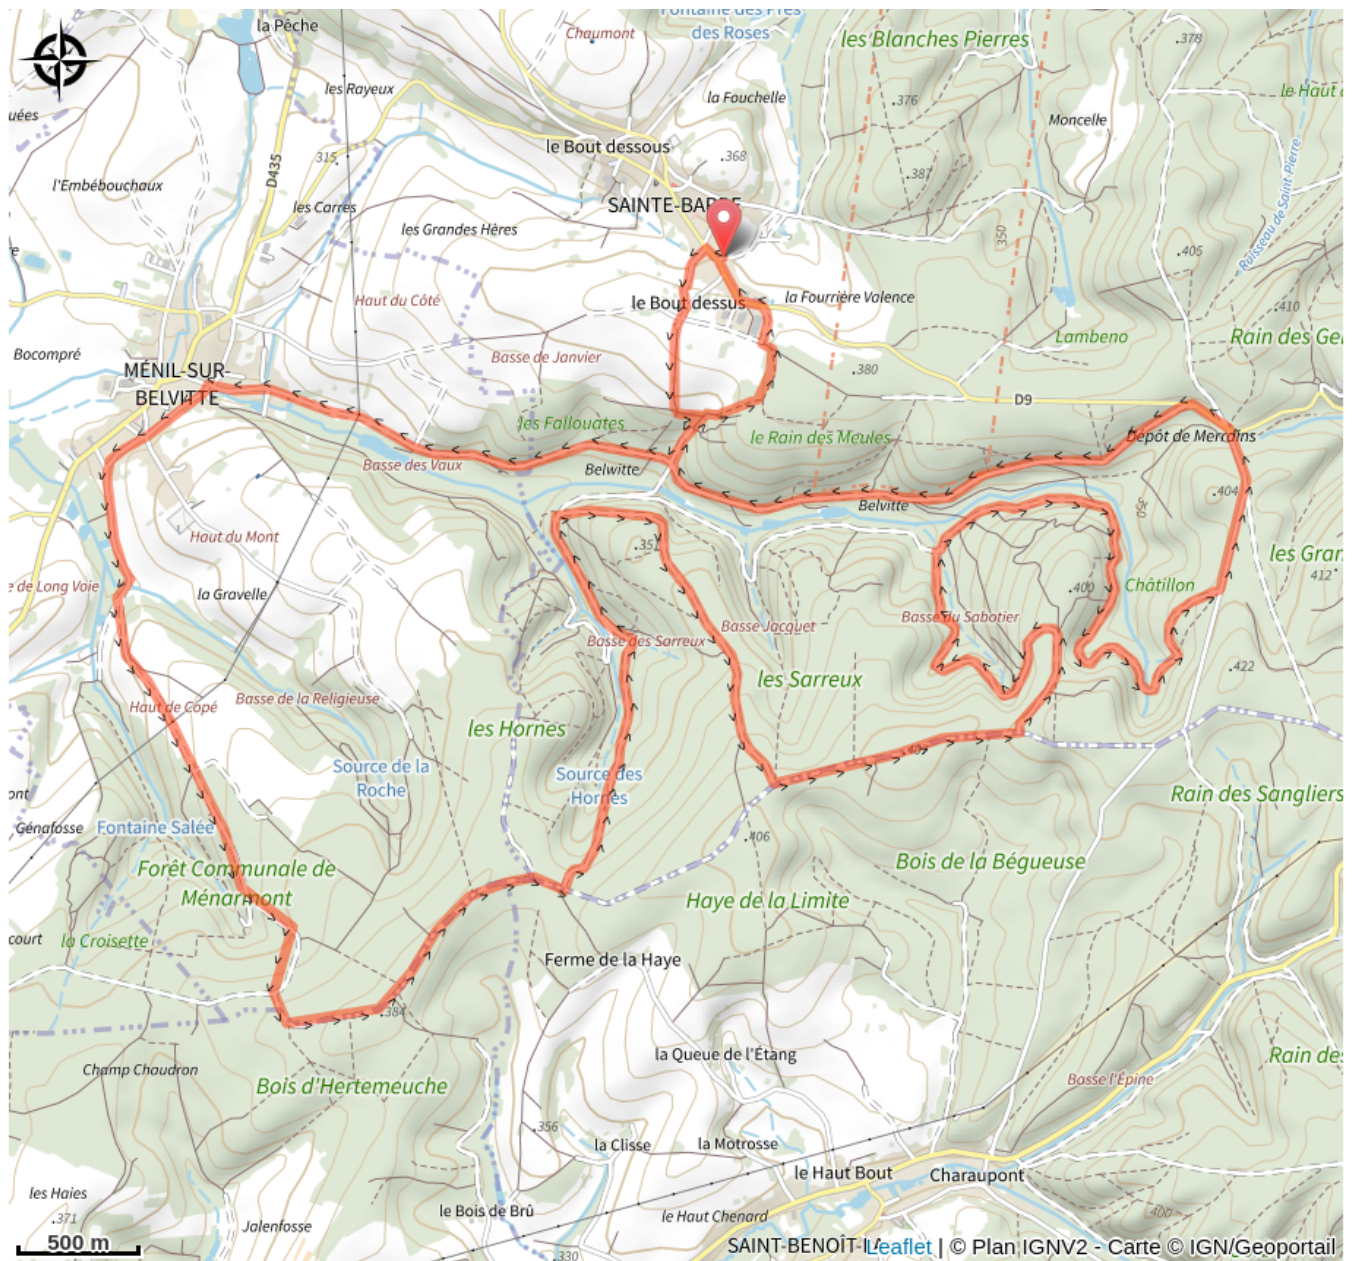 Fontaine des Prés
des Roses
la Pêche
Chaumont
les Blanches Pierres
.378
les Rayeux
la Fouchelle
.376
le Haut
uées
Moncelle
le Bout dessous
315
D435
.368
l'Embébouchaux
.387
SAINTE-BARBE
les Carres
Ruisseau de Saint-Pierre
les Grandes Hères
350
.405
Haut du Côté
le Bout dessus
la Fourrière Valence
.410
Bocompré
Basse de Janvier
Lambeno
Rain des Ge
MÉNIL-SUR-
BELVITTE
.380
D9
les Fallouates
le Rain des Meules
Dépôt de Merrains
Basse des Vaux
Belwitte
Belvitte
.404
350
Haut du Mont
.351
les Gran
412
e de Long Voie
la Gravelle
.400
Châtillon
Basse du Sabotier
Basse Jacquet
Basse des Sarreux
.422
les Sarreux
Basse de la Religieuse
Haut de Copé
les Hornes
Source de la
Roche
Source des
Hornes
Rain des Sangliers
ont
Génafosse
Fontaine Salée
.406
Forêt Communale de
Ménarmont
Bois de la Bégueuse
Haye de la Limite
court
la Croisette
Ferme de la Haye
.384
la Queue de l'Étang
Rain des
Champ Chaudron
Bois d'Hertemeuche
Basse l'Épine
.356
la Clisse
la Motrosse
le Haut Bout
Charaupont
les Haies
.371
Jalenfosse
le Bois de Brû
le Haut Chenard
.400
.330
500 m
SAINT-BENOÎT-LA
Leaflet | © Plan IGNV2 - Carte © IGN/Geoportail